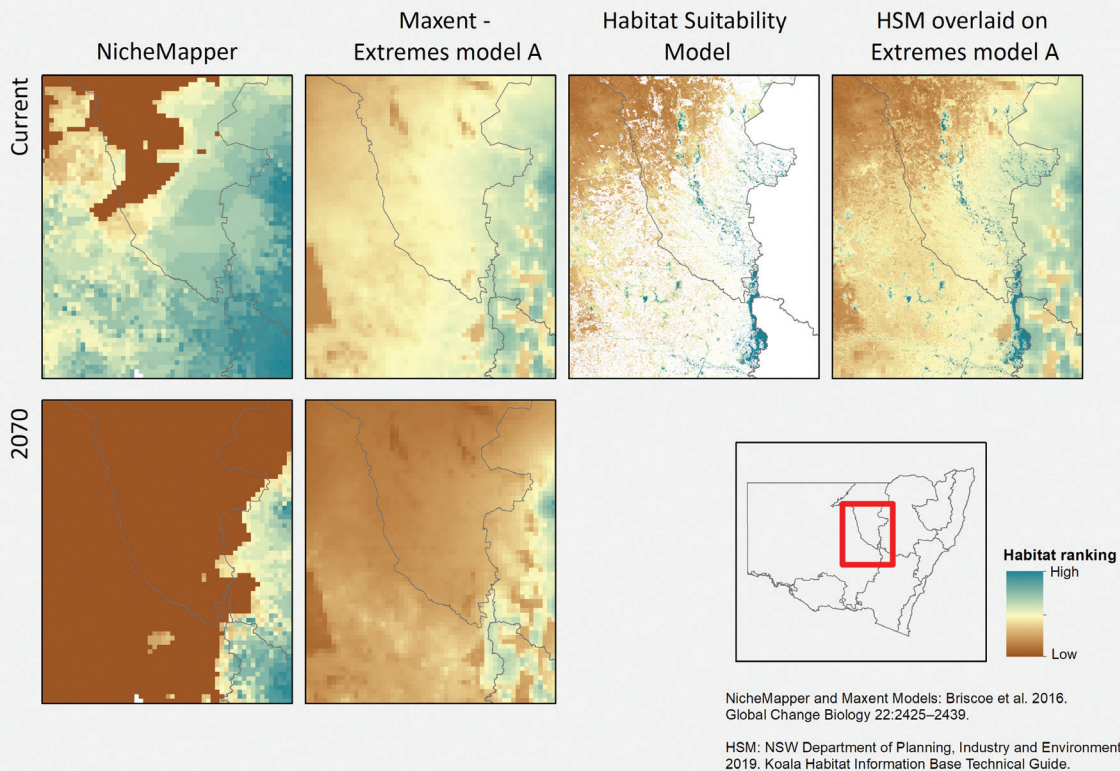 NicheMapper
Maxent -
Extremes model A
Habitat Suitability
Model
HSM overlaid on
Extremes model A
Current
2070
Habitat ranking
High
Low
NicheMapper and Maxent Models: Briscoe et al. 2016.
Global Change Biology 22:2425–2439.
HSM: NSW Department of Planning, Industry and Environment
2019. Koala Habitat Information Base Technical Guide.